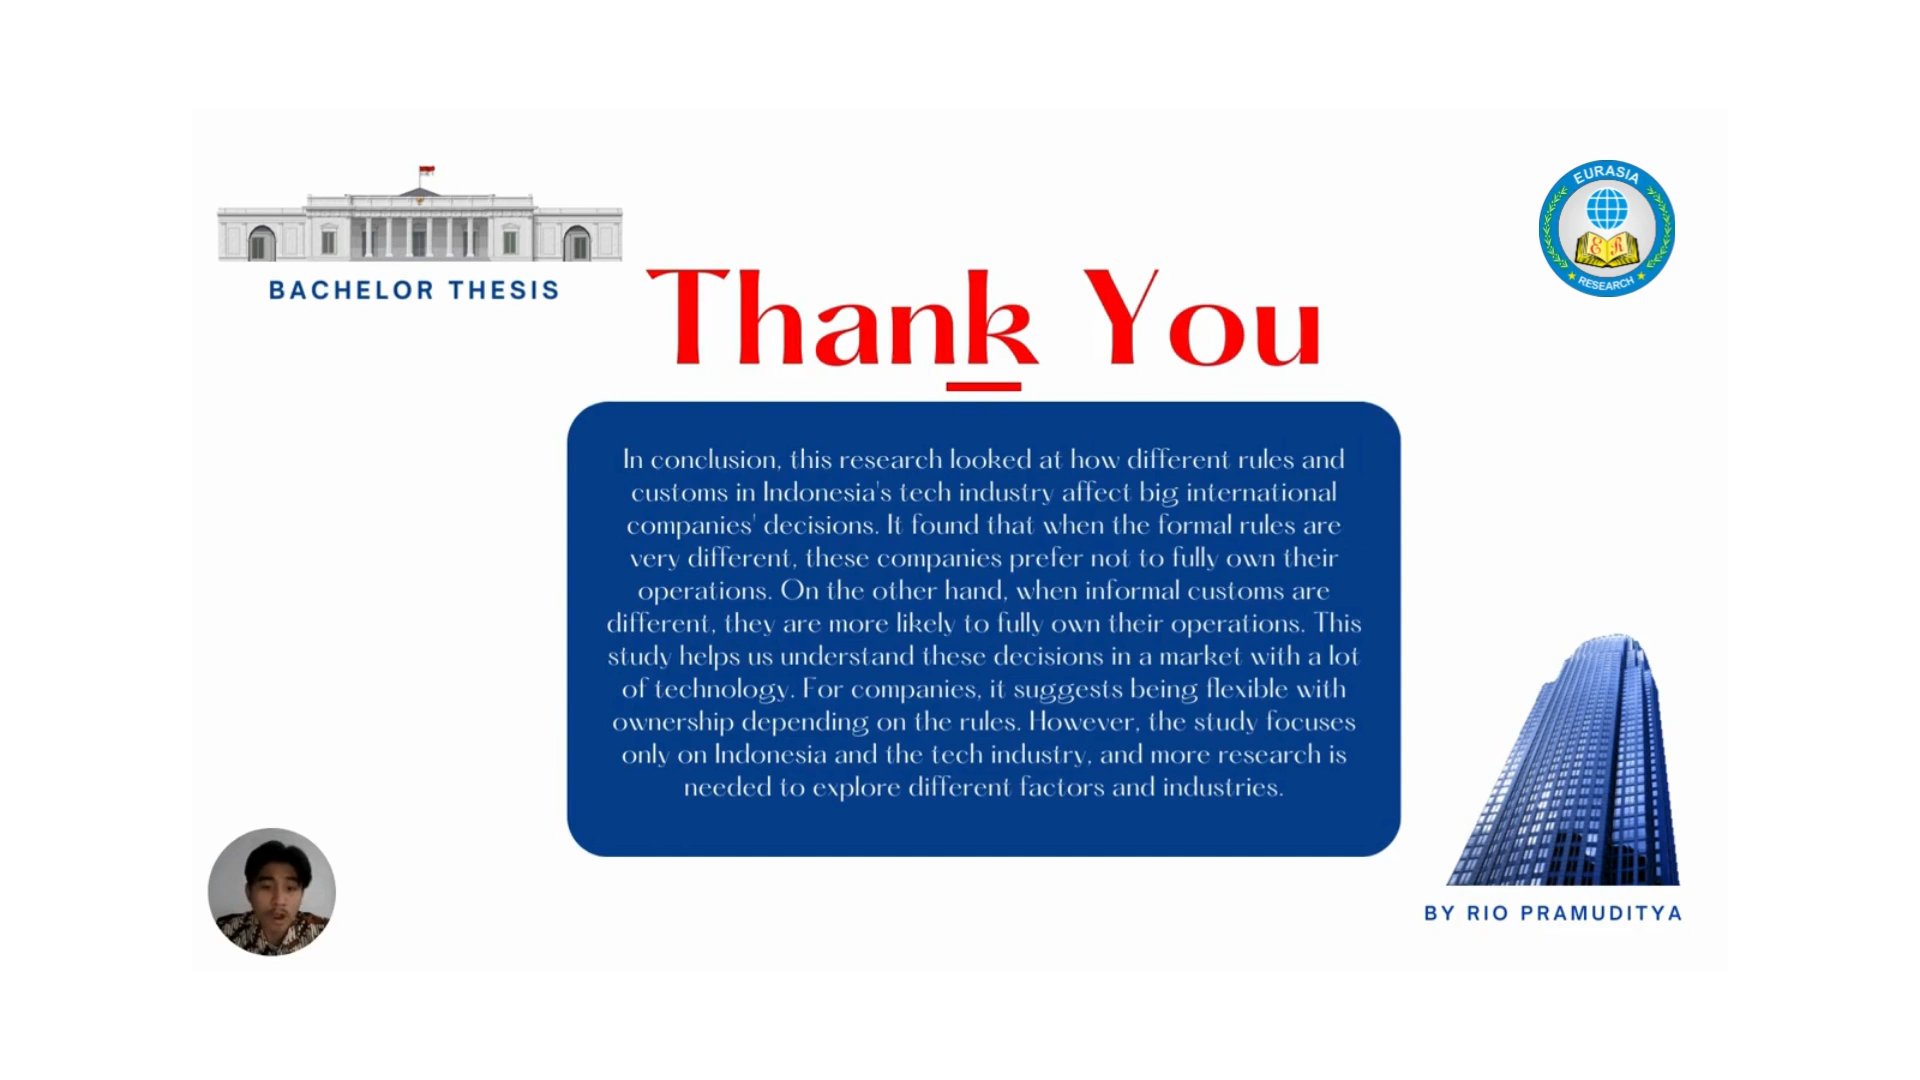 BACHELOR THESIS
EURASIA
E R
RESEARCH
Thank You
In conclusion, this research looked at how different rules and
customs in Indonesia's tech industry affect big international
companies' decisions. It found that when the formal rules are
very different, these companies prefer not to fully own their
operations. On the other hand, when informal customs are
different, they are more likely to fully own their operations. This
study helps us understand these decisions in a market with a lot
of technology. For companies, it suggests being flexible with
ownership depending on the rules. However, the study focuses
only on Indonesia and the tech industry, and more research is
needed to explore different factors and industries.
BY RIO PRAMUDITYA